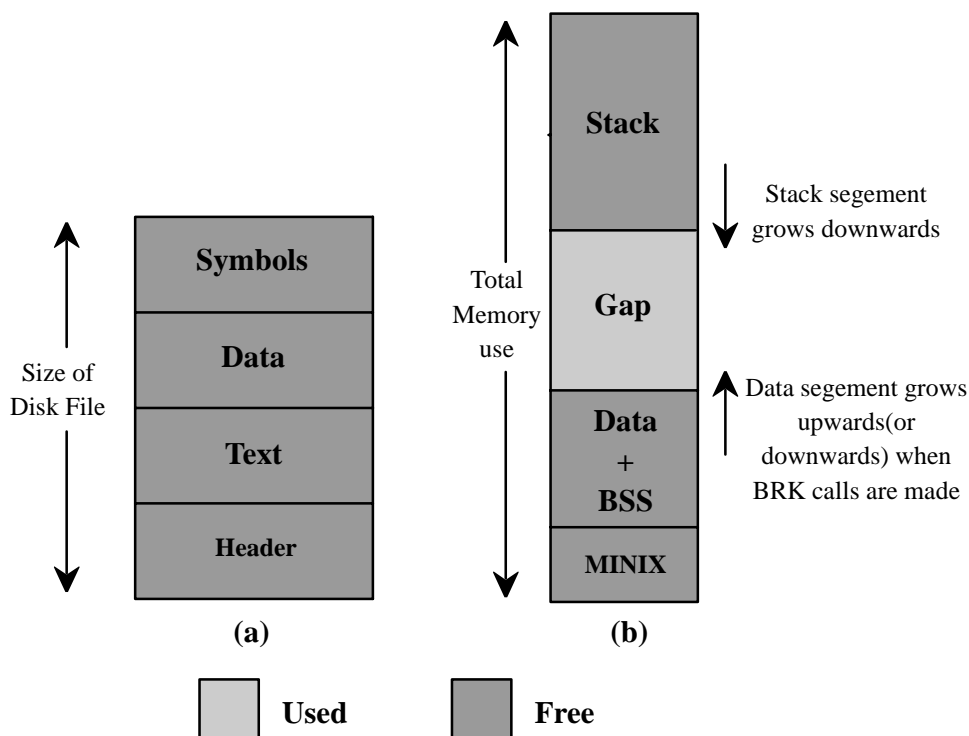 Symbols
Data
Text
Header
Size of
Disk File
(a)
Stack
Gap
Data
+
BSS
MINIX
Total
Memory
use
Stack segement
grows downwards
Data segement grows
upwards(or
downwards) when
BRK calls are made
(b)
Used
Free